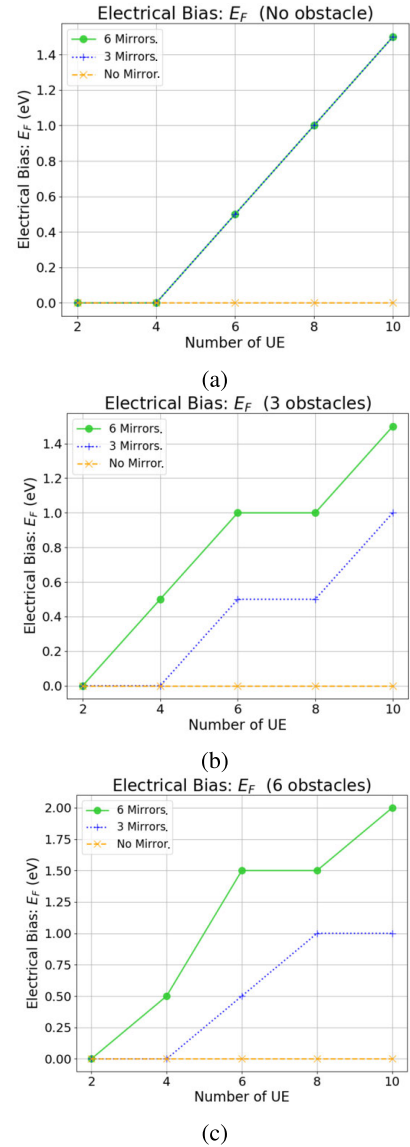 Electrical Bias: E_F (No obstacle)
6 Mirrors.
3 Mirrors.
No Mirror.
Electrical Bias: E_F (eV)
1.4
1.2
1.0
0.8
0.6
0.4
0.2
0.0
2 4 6 8 10
Number of UE
(a)
Electrical Bias: E_F (3 obstacles)
6 Mirrors.
3 Mirrors.
No Mirror.
Electrical Bias: E_F (eV)
1.4
1.2
1.0
0.8
0.6
0.4
0.2
0.0
2 4 6 8 10
Number of UE
(b)
Electrical Bias: E_F (6 obstacles)
6 Mirrors.
3 Mirrors.
No Mirror.
Electrical Bias: E_F (eV)
2.00
1.75
1.50
1.25
1.00
0.75
0.50
0.25
0.00
2 4 6 8 10
Number of UE
(c)